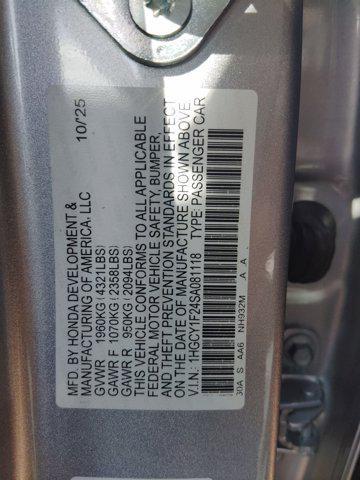 MFD. BY HONDA DEVELOPMENT & 10/25
MANUFACTURING OF AMERICA, LLC
GVWR 1960KG (4321LBS)
GAWR F 1070KG (2358LBS)
GAWR R 950KG (2094LBS)
THIS VEHICLE CONFORMS TO ALL APPLICABLE
FEDERAL MOTOR VEHICLE SAFETY, BUMPER,
AND THEFT PREVENTION STANDARDS IN EFFECT
ON THE DATE OF MANUFACTURE SHOWN ABOVE.
V.I.N.: 1HGCY1F24SA081118 TYPE:PASSENGER CAR
30A S AA6 NH932M A A